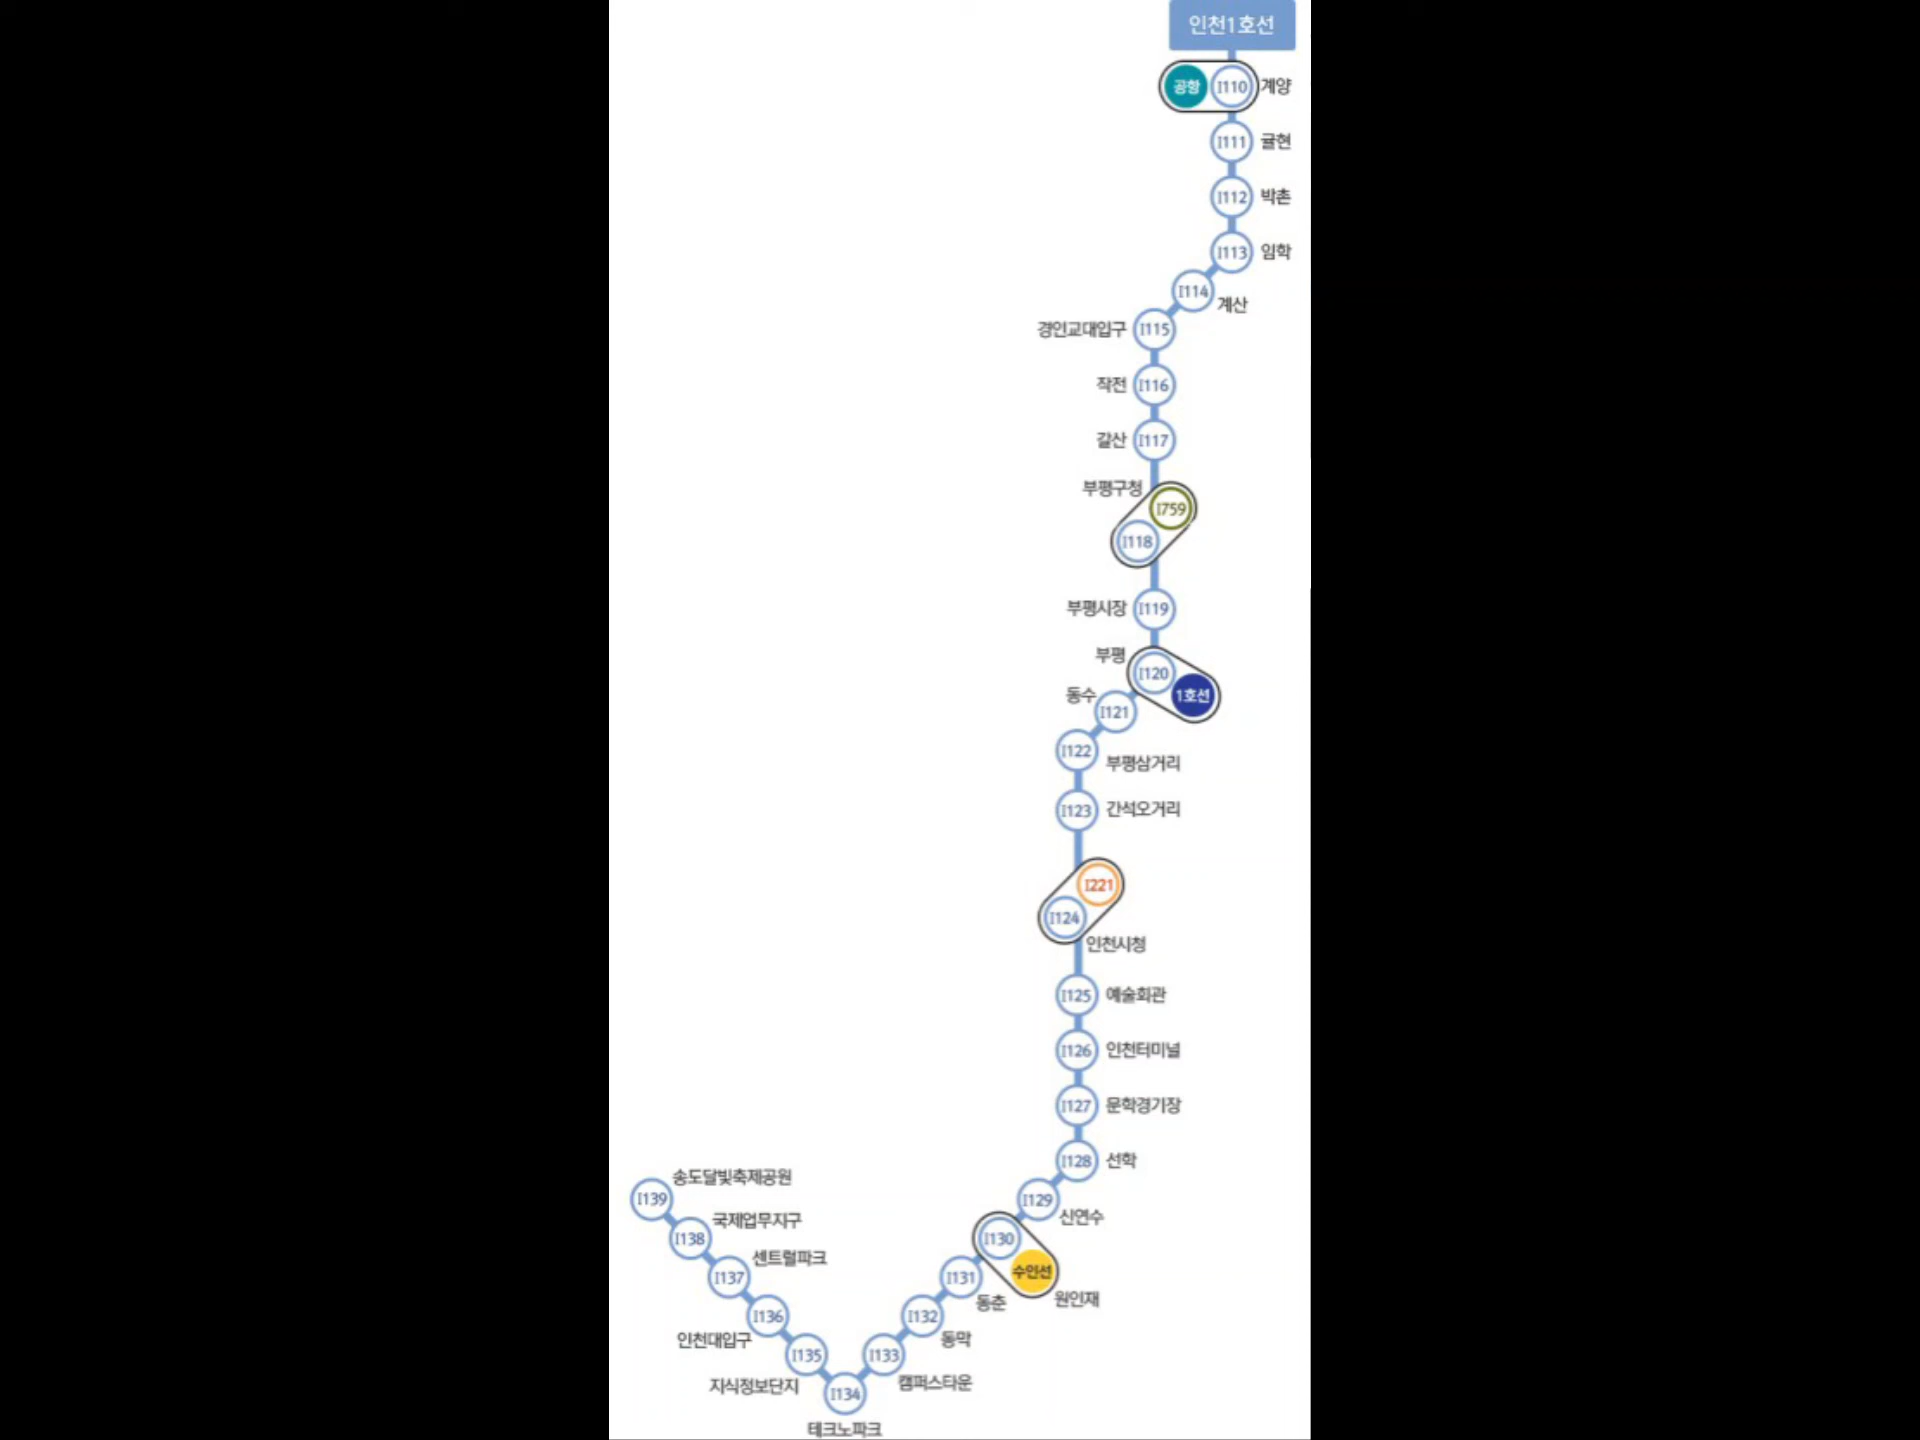 인천1호선
공항 I110 계양
I111 귤현
I112 박촌
I113 임학
I114 계산
경인교대입구 I115
작전 I116
갈산 I117
부평구청 I759
I118
부평시장 I119
부평 I120
1호선
동수 I121
I122 부평삼거리
I123 간석오거리
I221
I124
인천시청
I125 예술회관
I126 인천터미널
I127 문학경기장
I128 선학
I129 신연수
I130
수인선 원인재
I131 동춘
I132 동막
I133 캠퍼스타운
I134 테크노파크
I135 지식정보단지
I136 인천대입구
I137 센트럴파크
I138 국제업무지구
I139 송도달빛축제공원